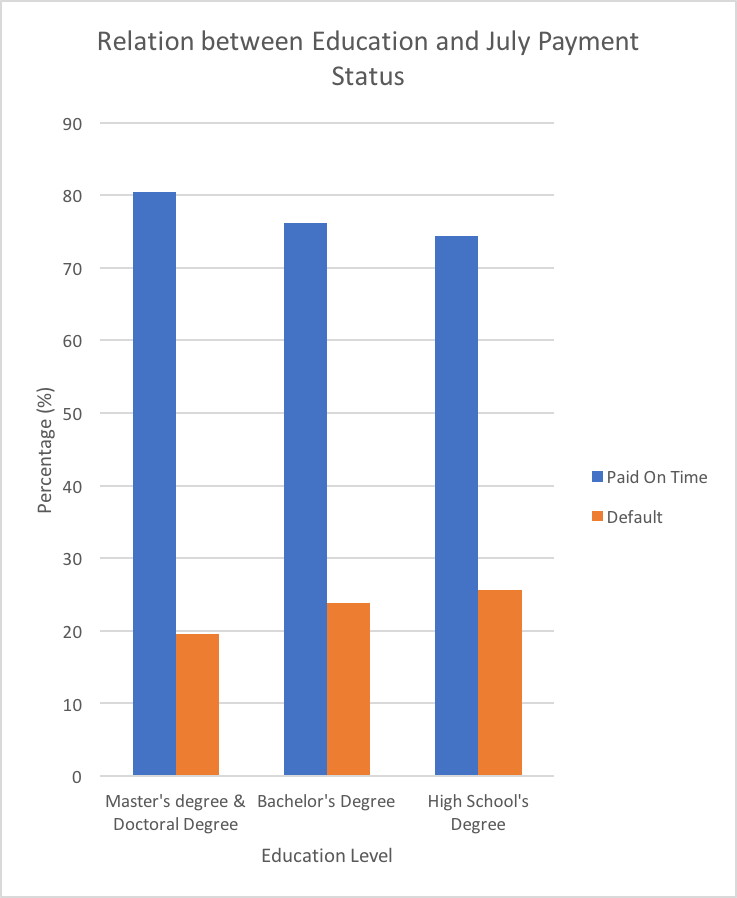 Relation between Education and July Payment
Status
90
80
70
60
50
40
30
20
10
0
Percentage (%)
Master's degree &
Doctoral Degree
Bachelor's Degree
High School's
Degree
Education Level
Paid On Time
Default